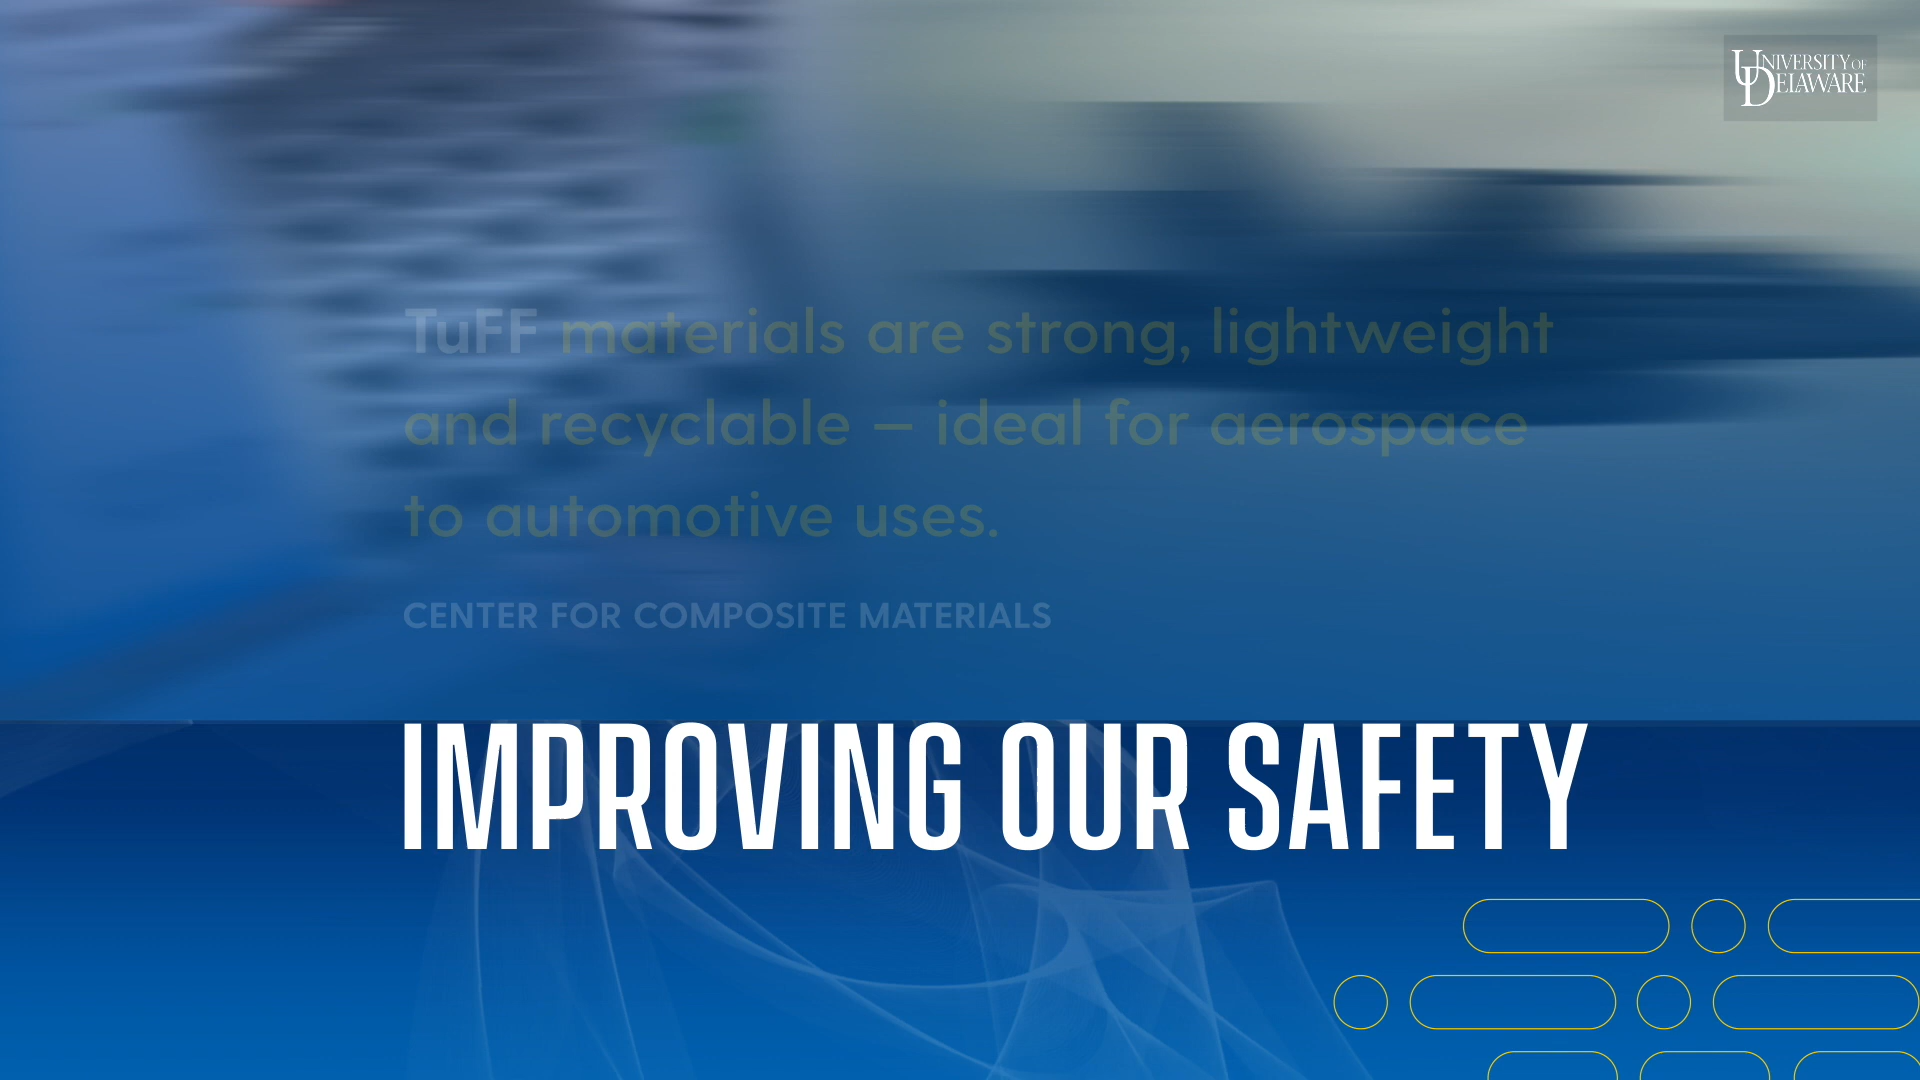 UNIVERSITY OF
DELAWARE
TuFF materials are strong, lightweight
and recyclable – ideal for aerospace
to automotive uses.
CENTER FOR COMPOSITE MATERIALS
IMPROVING OUR SAFETY